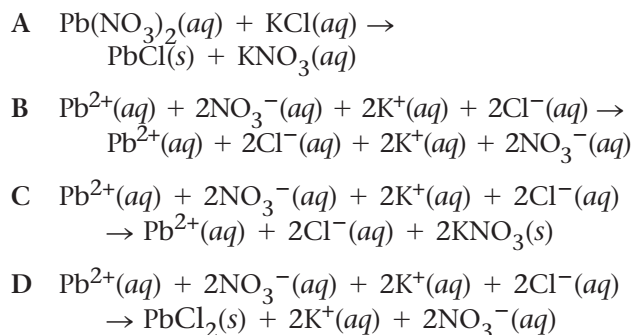 A Pb(NO₃)₂(aq) + KCl(aq) →
PbCl(s) + KNO₃(aq)
B Pb²⁺(aq) + 2NO₃⁻(aq) + 2K⁺(aq) + 2Cl⁻(aq) →
Pb²⁺(aq) + 2Cl⁻(aq) + 2K⁺(aq) + 2NO₃⁻(aq)
C Pb²⁺(aq) + 2NO₃⁻(aq) + 2K⁺(aq) + 2Cl⁻(aq)
→ Pb²⁺(aq) + 2Cl⁻(aq) + 2KNO₃(s)
D Pb²⁺(aq) + 2NO₃⁻(aq) + 2K⁺(aq) + 2Cl⁻(aq)
→ PbCl₂(s) + 2K⁺(aq) + 2NO₃⁻(aq)